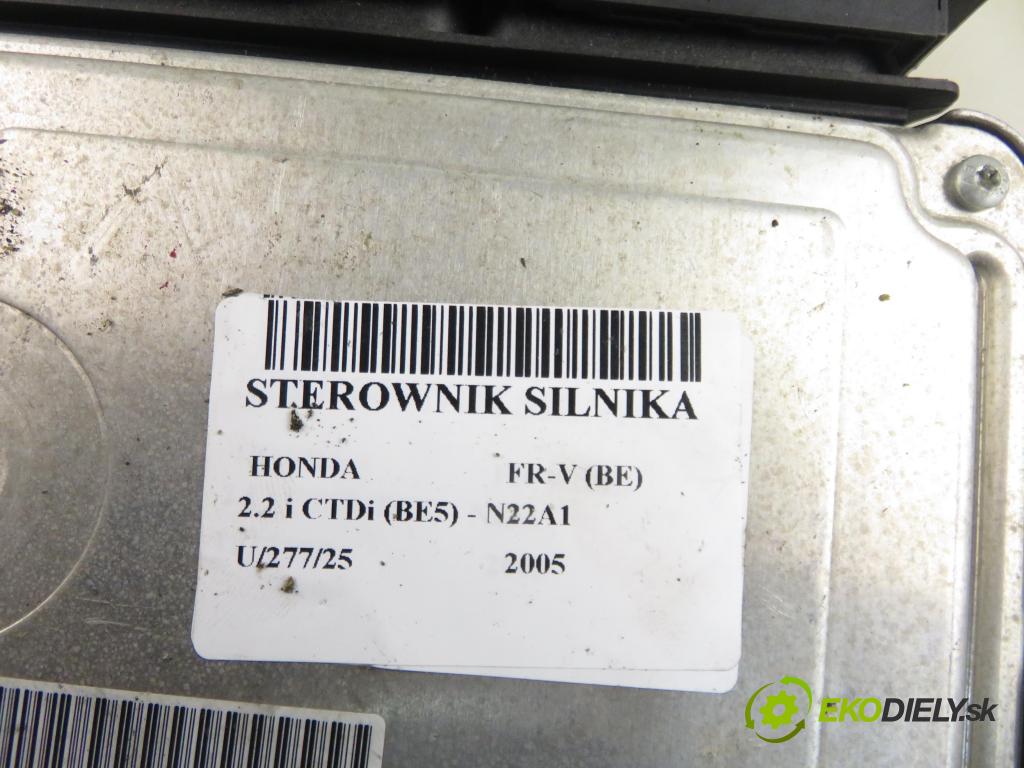 STEROWNIK SILNIKA
HONDA FR-V (BE)
2.2 i CTDi (BE5) - N22A1
U/277/25 2005
EKODIELY.sk